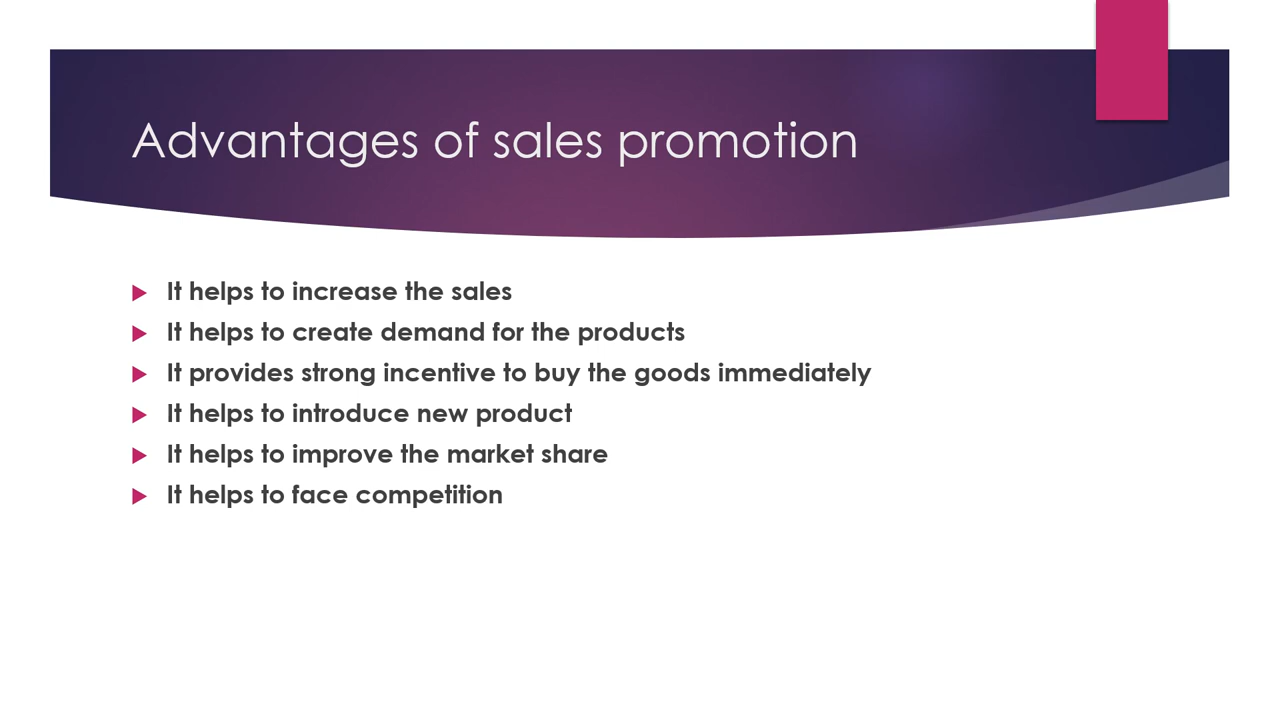 Advantages of sales promotion
It helps to increase the sales
It helps to create demand for the products
It provides strong incentive to buy the goods immediately
It helps to introduce new product
It helps to improve the market share
It helps to face competition